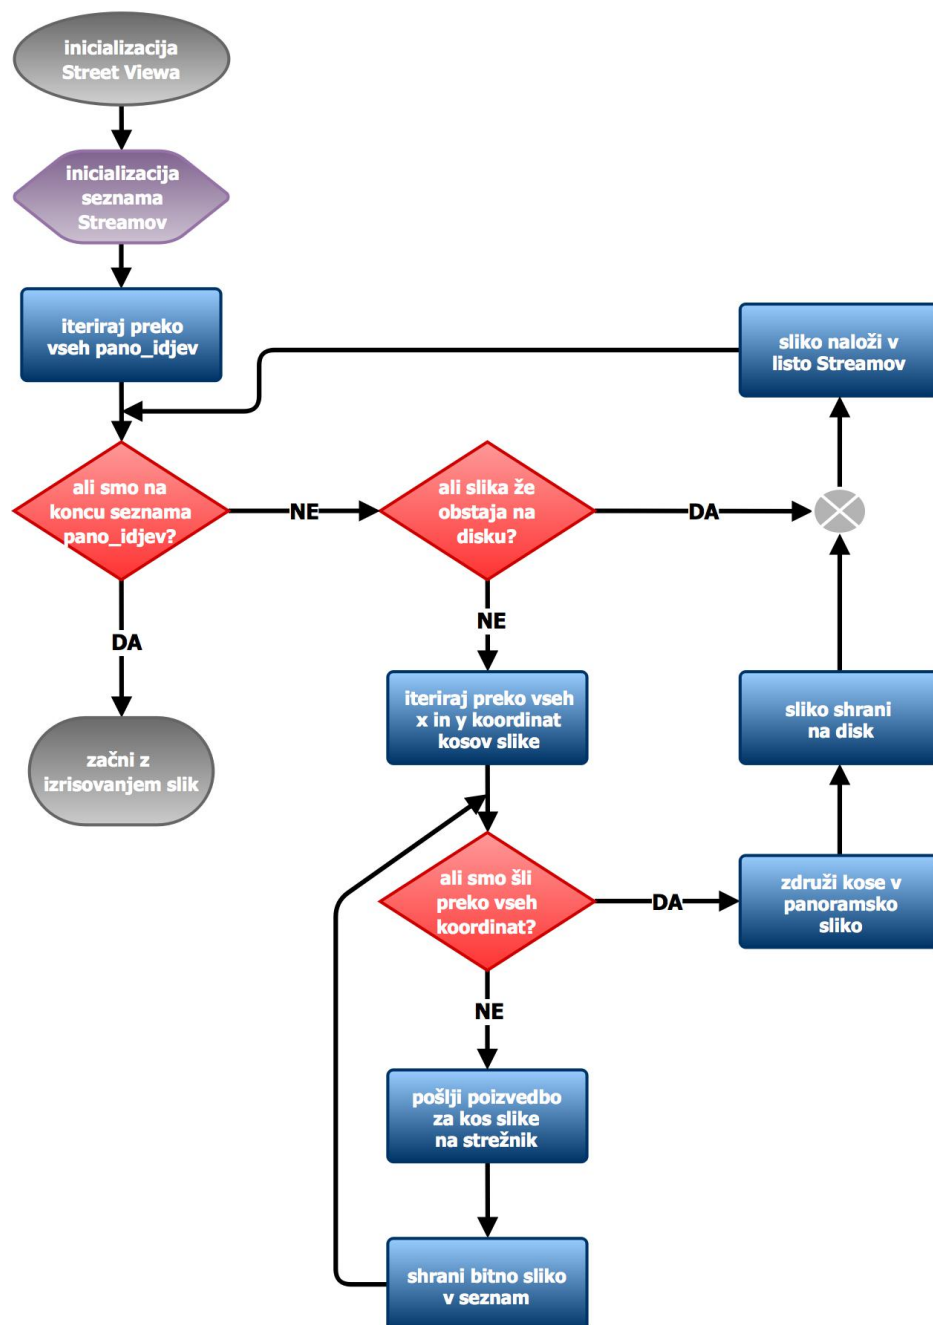 inicializacija
Street Viewa
inicializacija
seznama
Streamov
iteriraj preko
vseh pano_idjev
sliko naloži v
listo Streamov
ali smo na
koncu seznama
pano_idjev?
NE
ali slika že
obstaja na
disku?
DA
DA
NE
začni z
izrisovanjem slik
iteriraj preko vseh
x in y koordinat
kosov slike
sliko shrani
na disk
ali smo šli
preko vseh
koordinat?
DA
združi kose v
panoramsko
sliko
NE
pošlji poizvedbo
za kos slike
na strežnik
shrani bitno sliko
v seznam